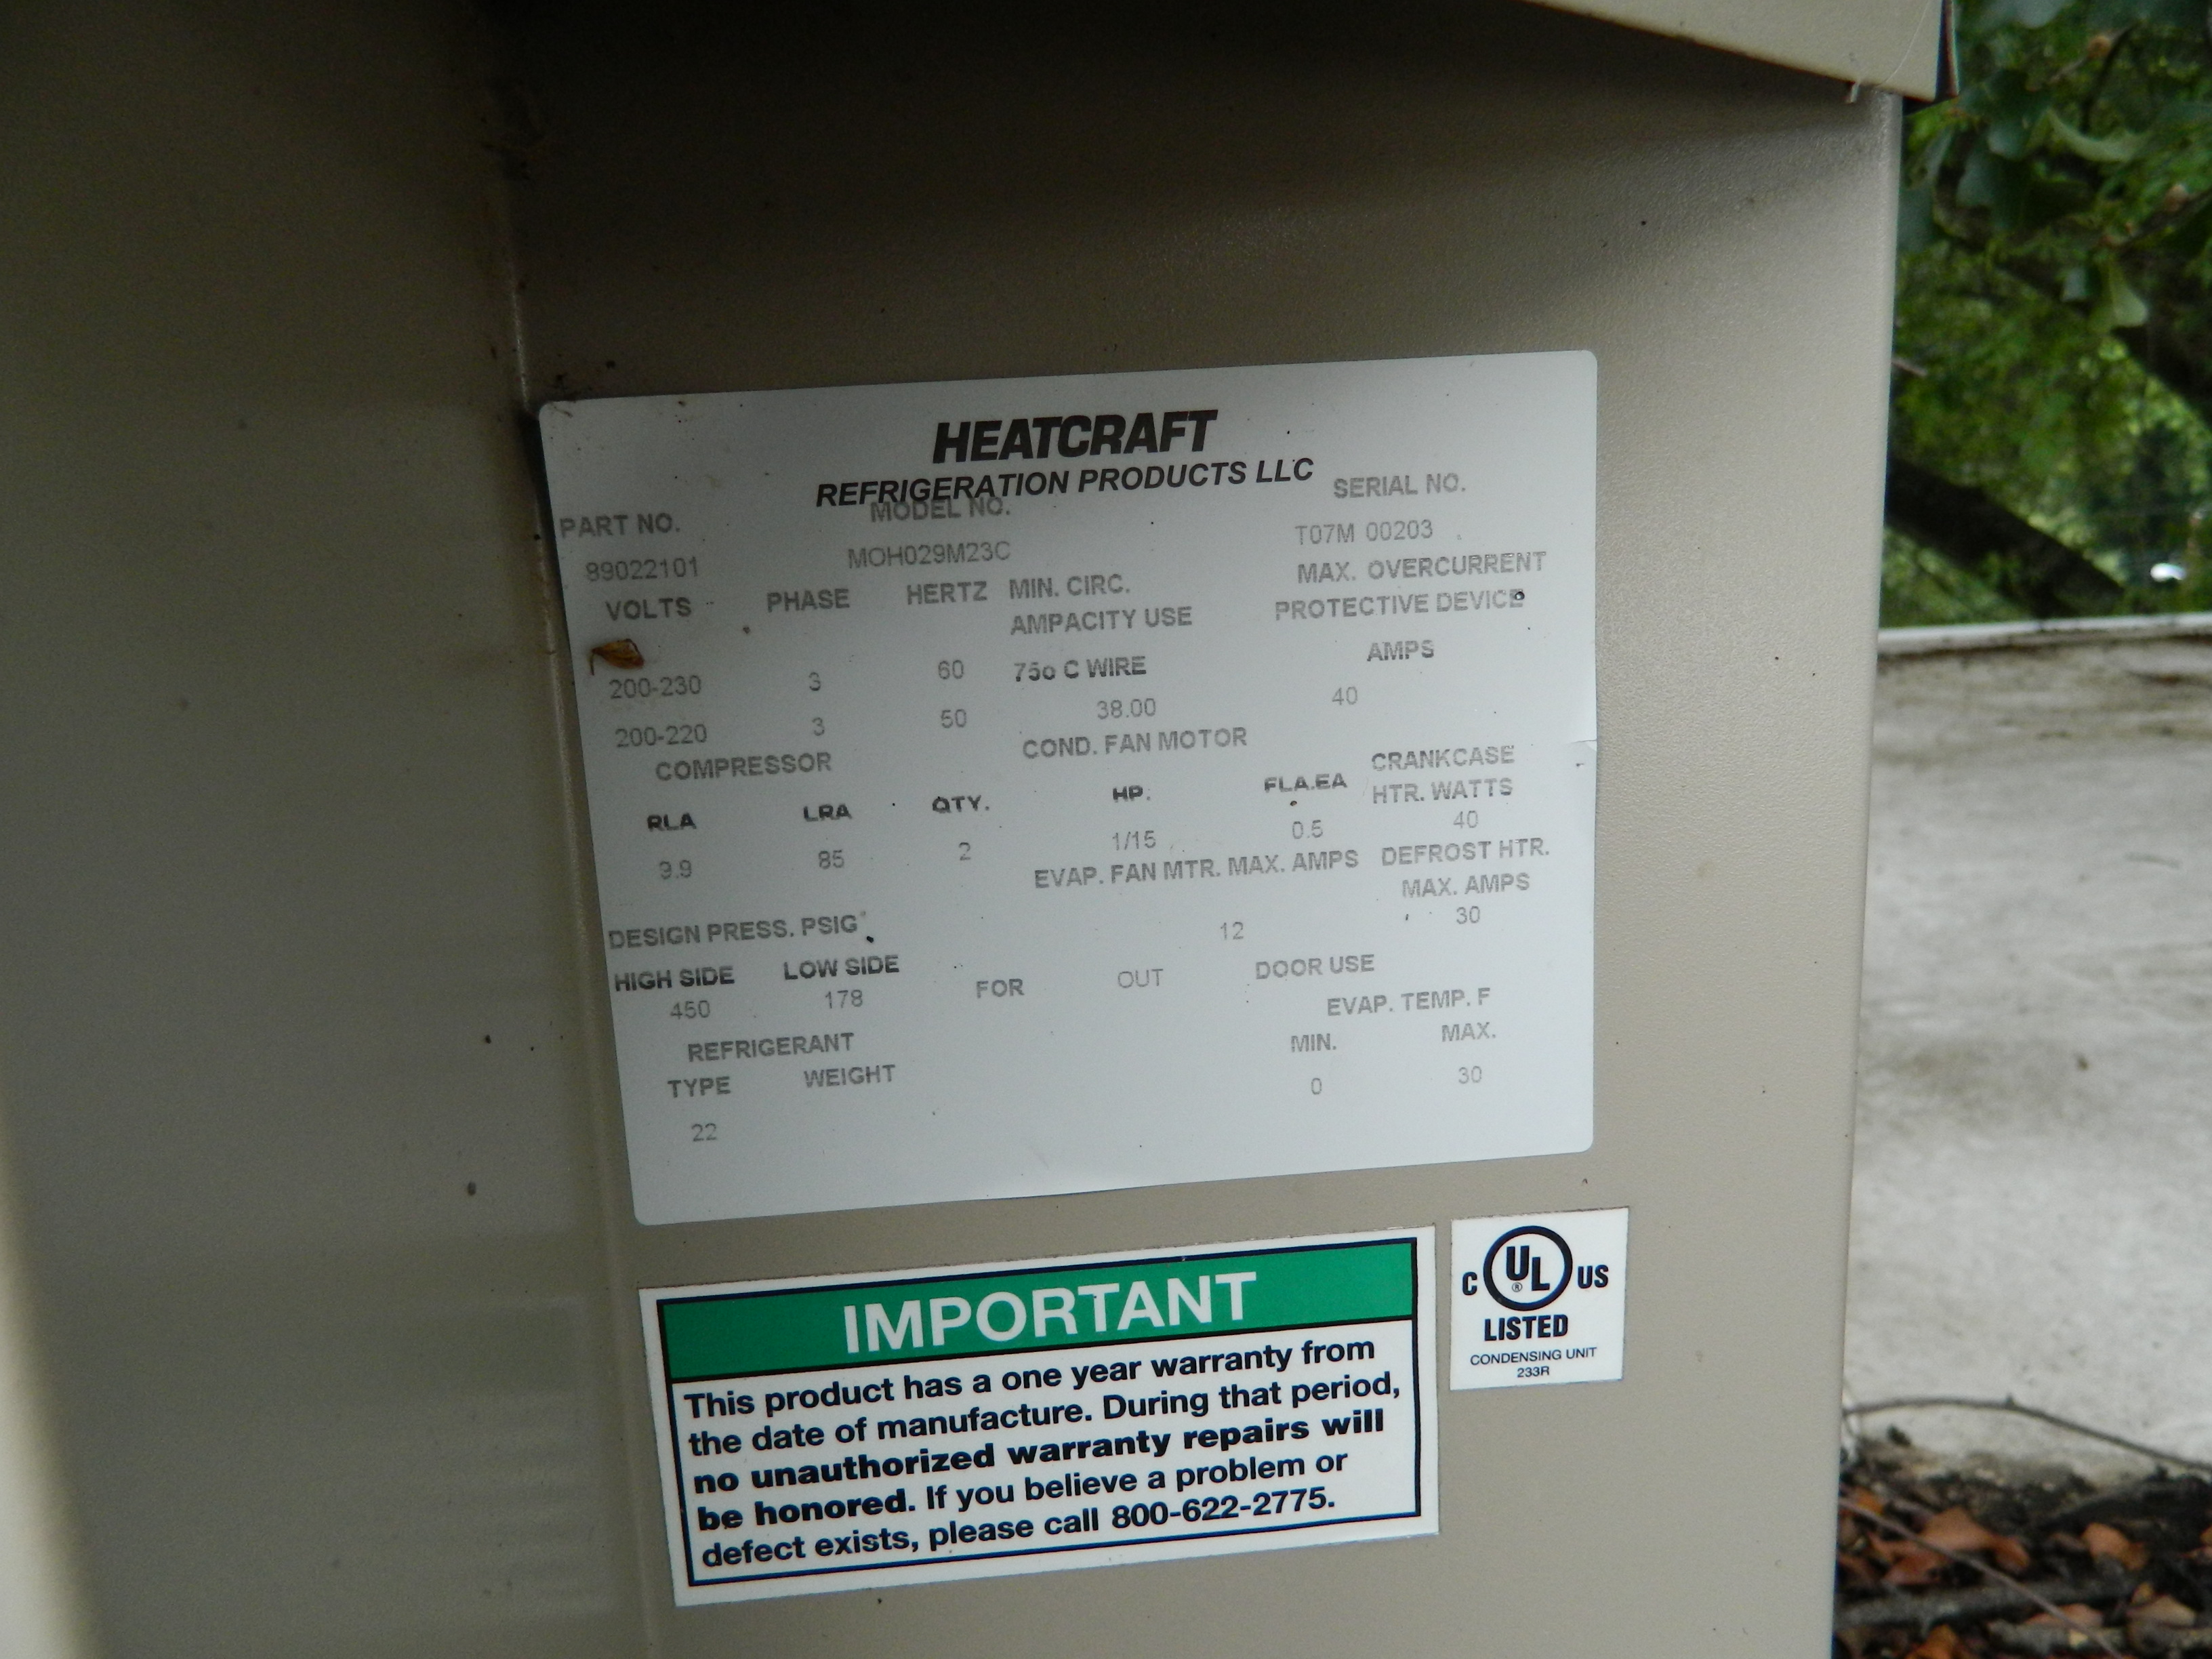 HEATCRAFT
REFRIGERATION PRODUCTS LLC
PART NO. MODEL NO. SERIAL NO.
89022101 MOH029M23C T07M 00203
VOLTS PHASE HERTZ MIN. CIRC. MAX. OVERCURRENT
AMPACITY USE PROTECTIVE DEVICE
200-230 3 60 75o C WIRE AMPS
200-220 3 50 38.00 40
COMPRESSOR COND. FAN MOTOR CRANKCASE
RLA LRA QTY. HP. FLA.EA HTR. WATTS
9.9 85 2 1/15 0.5 40
EVAP. FAN MTR. MAX. AMPS DEFROST HTR.
MAX. AMPS
DESIGN PRESS. PSIG 12 30
HIGH SIDE LOW SIDE FOR OUT DOOR USE
450 178 EVAP. TEMP. F
REFRIGERANT MIN. MAX.
TYPE WEIGHT 0 30
22
IMPORTANT
This product has a one year warranty from
the date of manufacture. During that period,
no unauthorized warranty repairs will
be honored. If you believe a problem or
defect exists, please call 800-622-2775.
C UL ® US
LISTED
CONDENSING UNIT
233R